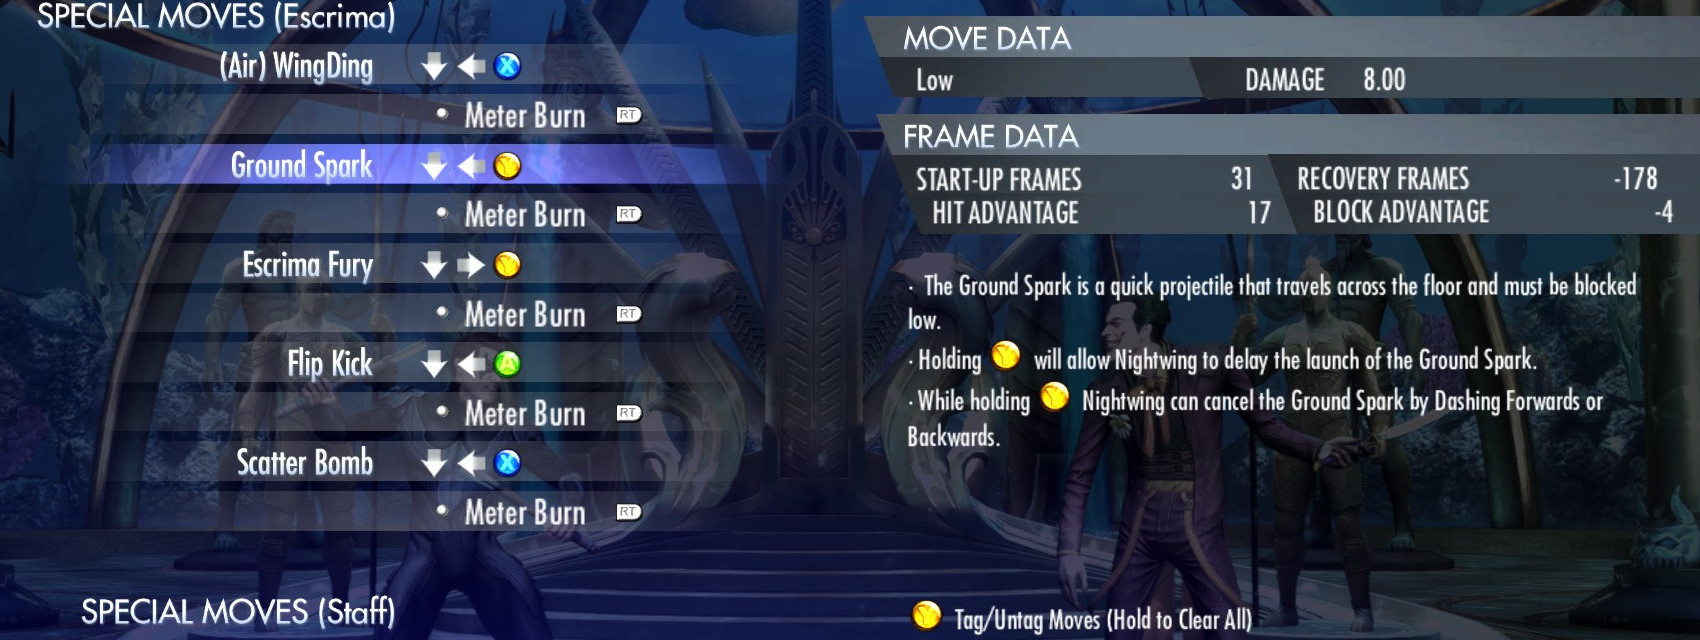 SPECIAL MOVES (Escrima)
(Air) WingDing X
Meter Burn RT
Ground Spark Y
Meter Burn RT
Escrima Fury Y
Meter Burn RT
Flip Kick A
Meter Burn RT
Scatter Bomb X
Meter Burn RT
SPECIAL MOVES (Staff)
MOVE DATA
Low DAMAGE 8.00
FRAME DATA
START-UP FRAMES 31 RECOVERY FRAMES -178
HIT ADVANTAGE 17 BLOCK ADVANTAGE -4
· The Ground Spark is a quick projectile that travels across the floor and must be blocked
low.
· Holding Y will allow Nightwing to delay the launch of the Ground Spark.
· While holding Y Nightwing can cancel the Ground Spark by Dashing Forwards or
Backwards.
Y Tag/Untag Moves (Hold to Clear All)